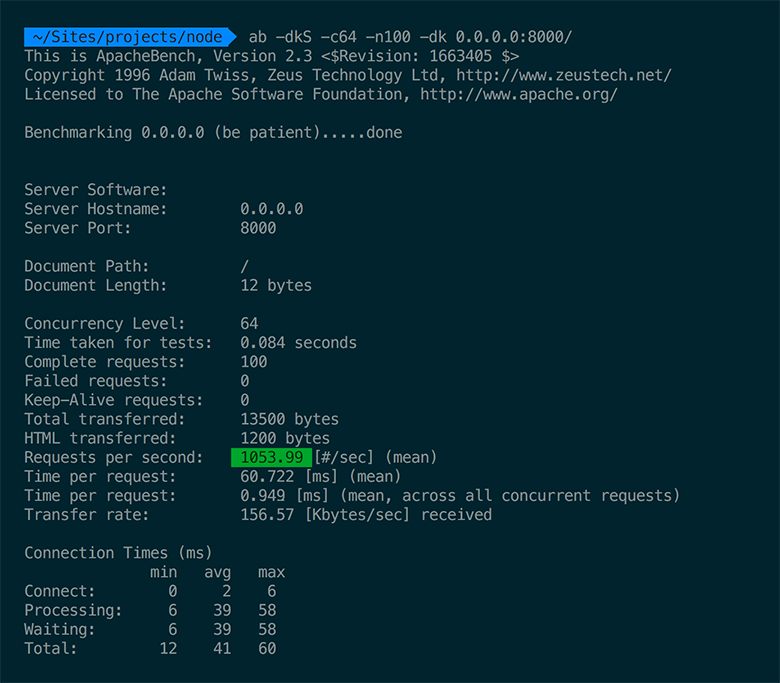 ~/Sites/projects/node ab -dkS -c64 -n100 -dk 0.0.0.0:8000/
This is ApacheBench, Version 2.3 <$Revision: 1663405 $>
Copyright 1996 Adam Twiss, Zeus Technology Ltd, http://www.zeustech.net/
Licensed to The Apache Software Foundation, http://www.apache.org/
Benchmarking 0.0.0.0 (be patient).....done
Server Software:
Server Hostname: 0.0.0.0
Server Port: 8000
Document Path: /
Document Length: 12 bytes
Concurrency Level: 64
Time taken for tests: 0.084 seconds
Complete requests: 100
Failed requests: 0
Keep-Alive requests: 0
Total transferred: 13500 bytes
HTML transferred: 1200 bytes
Requests per second: 1053.99 [#/sec] (mean)
Time per request: 60.722 [ms] (mean)
Time per request: 0.949 [ms] (mean, across all concurrent requests)
Transfer rate: 156.57 [Kbytes/sec] received
Connection Times (ms)
min avg max
Connect: 0 2 6
Processing: 6 39 58
Waiting: 6 39 58
Total: 12 41 60